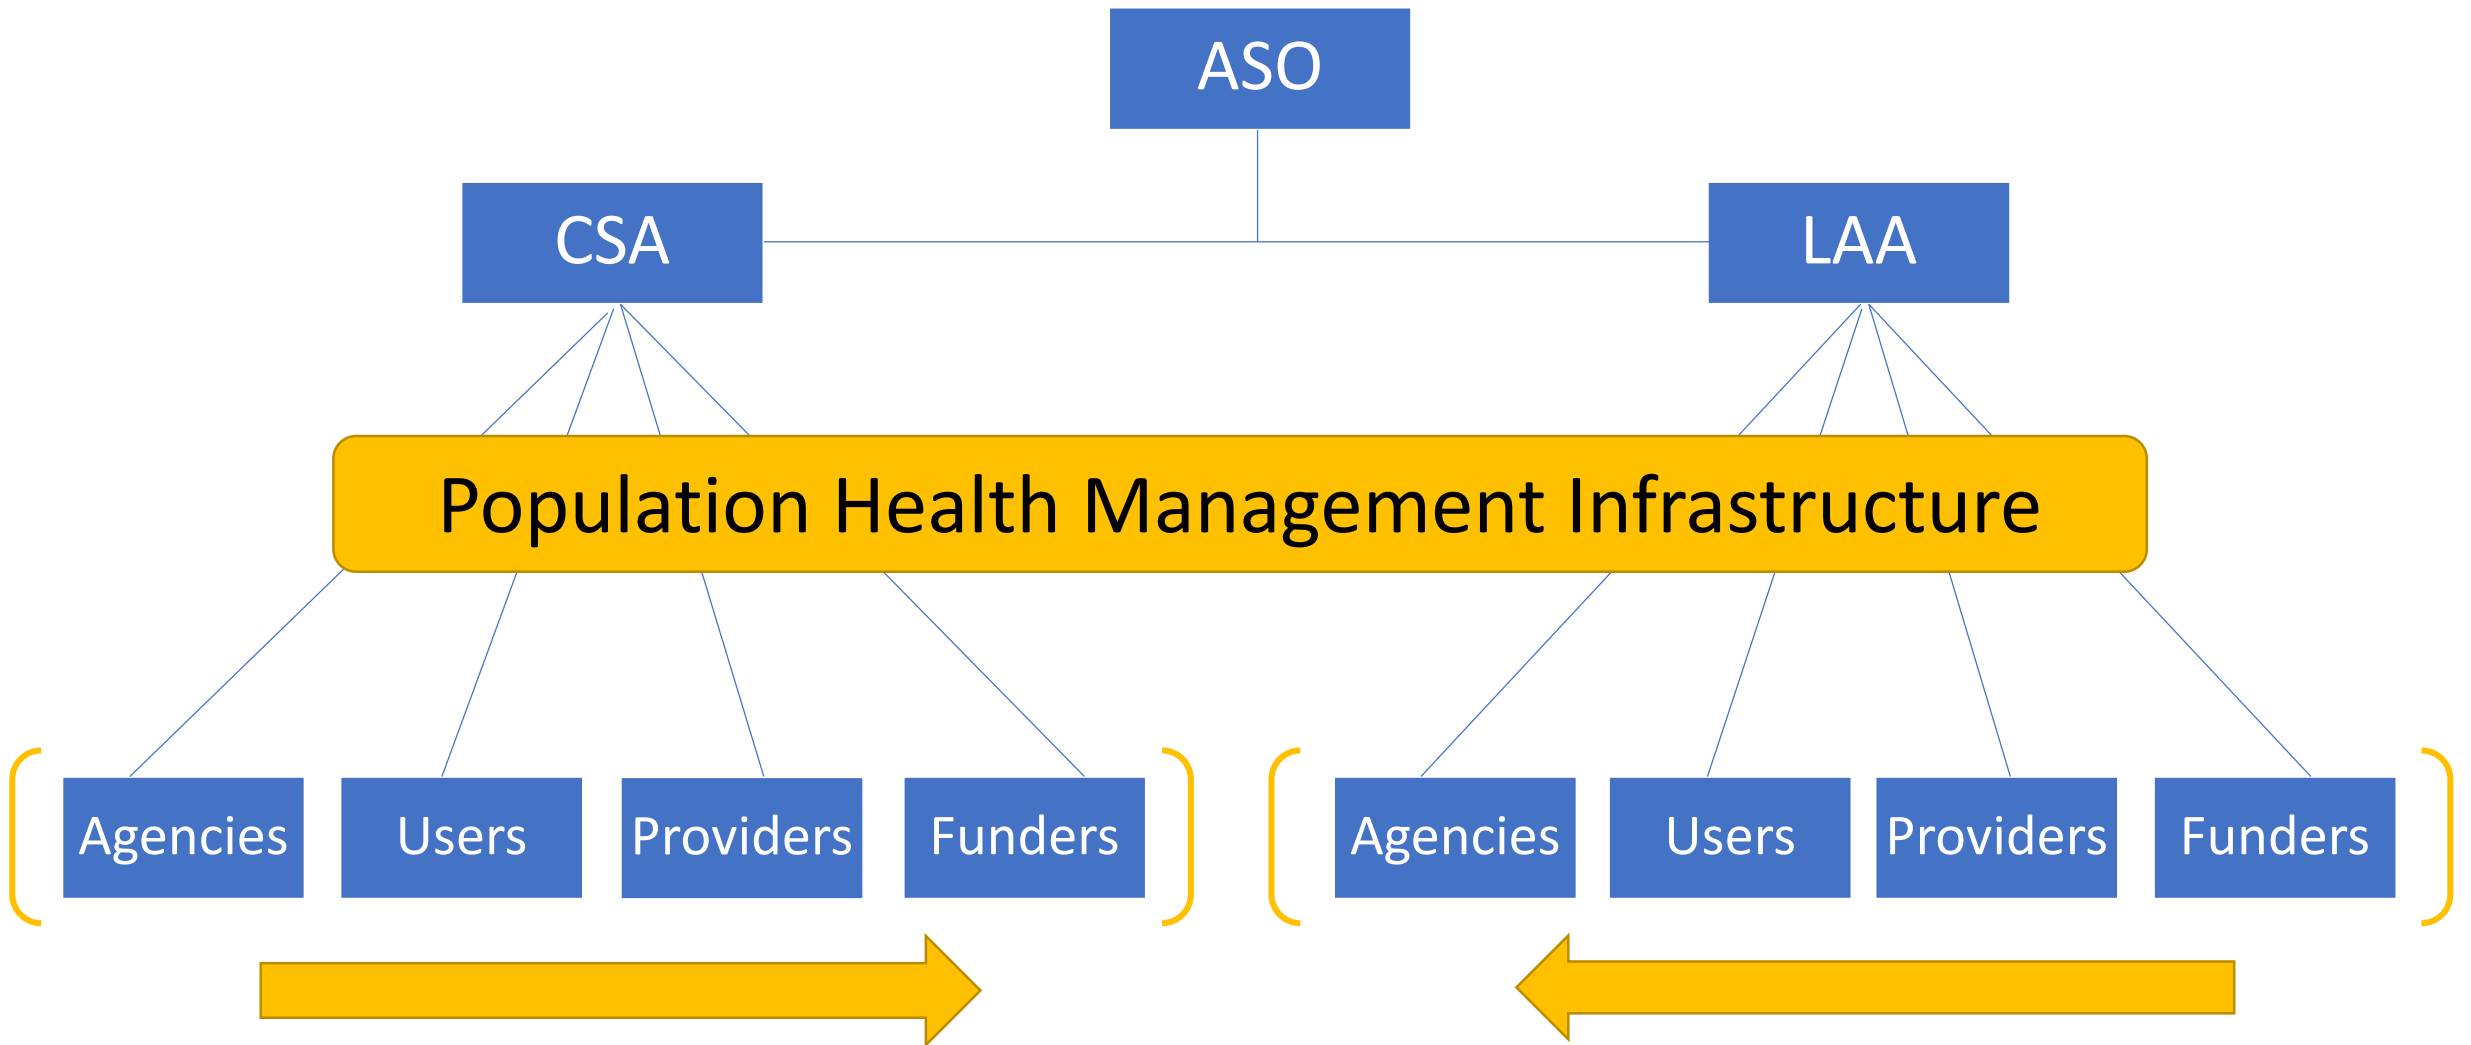 ASO
CSA
LAA
Population Health Management Infrastructure
Agencies
Users
Providers
Funders
Agencies
Users
Providers
Funders